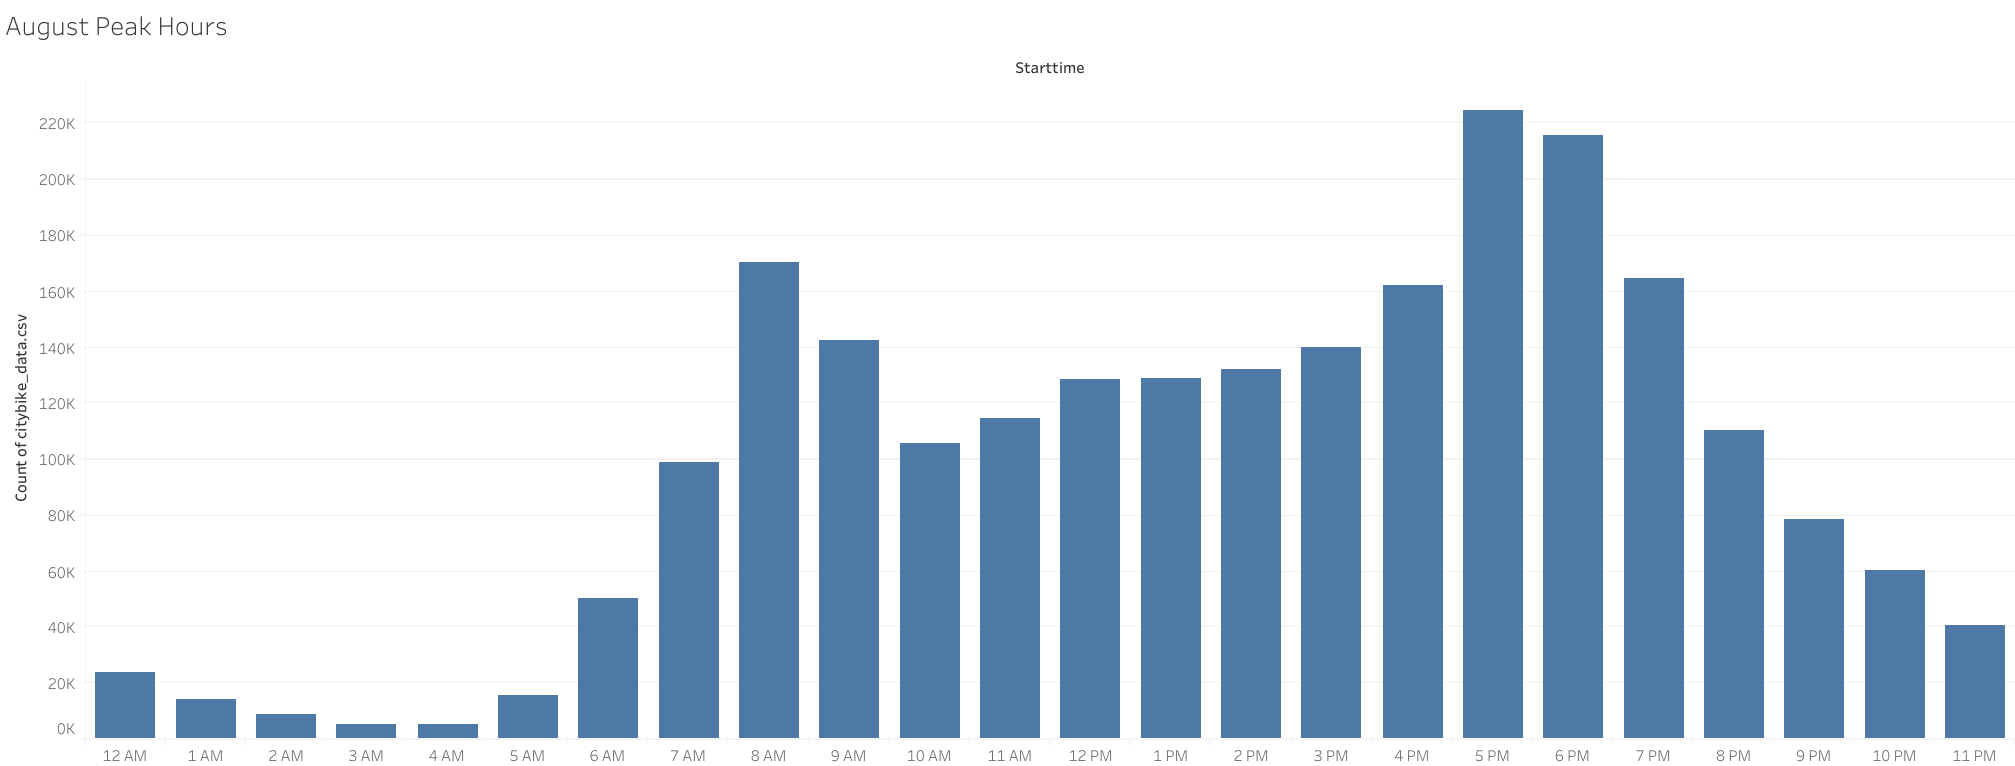 August Peak Hours
Starttime
Count of citybike_data.csv
220K
200K
180K
160K
140K
120K
100K
80K
60K
40K
20K
0K
12 AM 1 AM 2 AM 3 AM 4 AM 5 AM 6 AM 7 AM 8 AM 9 AM 10 AM 11 AM 12 PM 1 PM 2 PM 3 PM 4 PM 5 PM 6 PM 7 PM 8 PM 9 PM 10 PM 11 PM